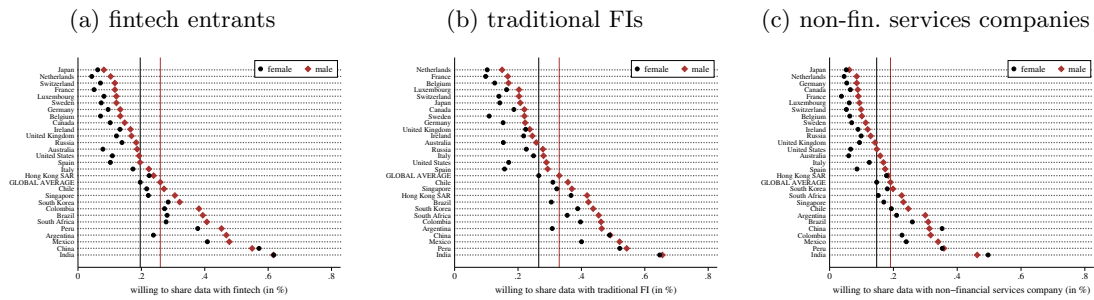 (a) fintech entrants
female male
Japan
Netherlands
Switzerland
France
Luxembourg
Sweden
Germany
Belgium
Canada
Ireland
United Kingdom
Russia
Australia
United States
Spain
Italy
Hong Kong SAR
GLOBAL AVERAGE
Chile
Singapore
South Korea
Colombia
Brazil
South Africa
Peru
Argentina
Mexico
China
India
0 .2 .4 .6 .8
willing to share data with fintech (in %)
(b) traditional FIs
female male
Netherlands
France
Belgium
Luxembourg
Switzerland
Japan
Canada
Sweden
Germany
United Kingdom
Ireland
Australia
Russia
Italy
United States
Spain
GLOBAL AVERAGE
Chile
Singapore
Hong Kong SAR
Brazil
South Korea
South Africa
Colombia
Argentina
China
Mexico
Peru
India
0 .2 .4 .6 .8
willing to share data with traditional FI (in %)
(c) non-fin. services companies
female male
Japan
Netherlands
Germany
Canada
France
Luxembourg
Switzerland
Belgium
Sweden
Ireland
Russia
United Kingdom
United States
Australia
Italy
Spain
Hong Kong SAR
GLOBAL AVERAGE
South Korea
South Africa
Singapore
Chile
Argentina
Brazil
China
Colombia
Mexico
Peru
India
0 .2 .4 .6 .8
willing to share data with non−financial services company (in %)